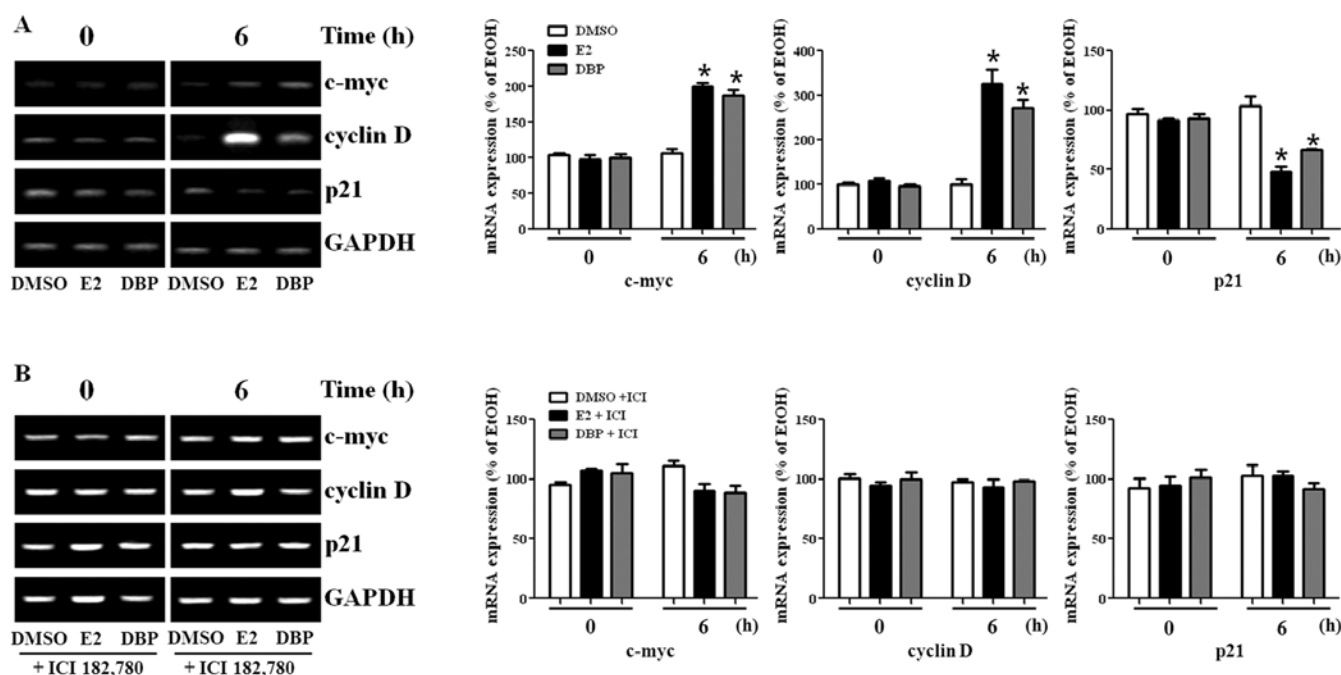 A
0 6 Time (h)
c-myc
cyclin D
p21
GAPDH
DMSO E2 DBP DMSO E2 DBP
mRNA expression (% of EtOH)
250
200
150
100
50
0
DMSO
E2
DBP
* *
0 6 (h)
c-myc
mRNA expression (% of EtOH)
400
300
200
100
0
* *
0 6 (h)
cyclin D
mRNA expression (% of EtOH)
150
100
50
0
* *
0 6 (h)
p21
B
0 6 Time (h)
c-myc
cyclin D
p21
GAPDH
DMSO E2 DBP DMSO E2 DBP
+ ICI 182,780 + ICI 182,780
mRNA expression (% of EtOH)
150
100
50
0
DMSO +ICI
E2 + ICI
DBP + ICI
0 6 (h)
c-myc
mRNA expression (% of EtOH)
150
100
50
0
0 6 (h)
cyclin D
mRNA expression (% of EtOH)
150
100
50
0
0 6 (h)
p21